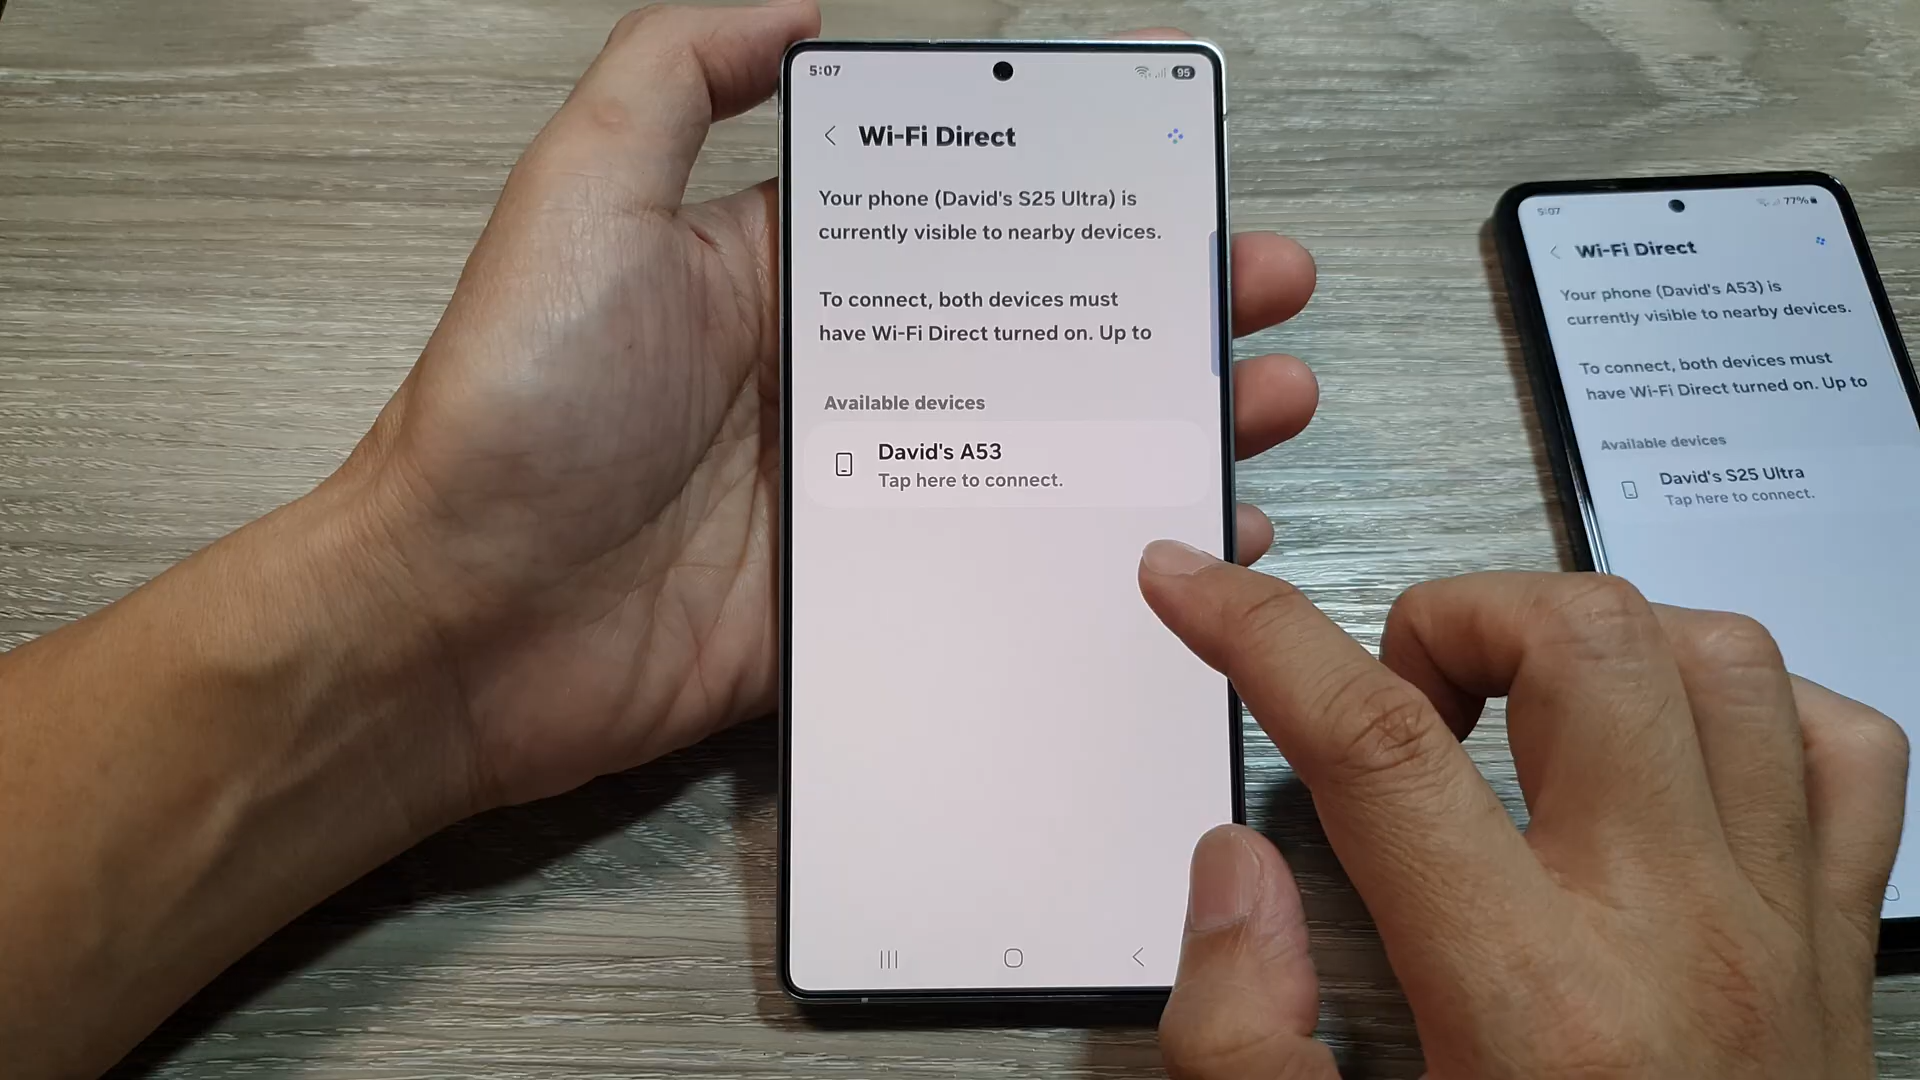 5:07
95
Wi-Fi Direct
Your phone (David's S25 Ultra) is
currently visible to nearby devices.
To connect, both devices must
have Wi-Fi Direct turned on. Up to
Available devices
David's A53
Tap here to connect.
5:07
77%
Wi-Fi Direct
Your phone (David's A53) is
currently visible to nearby devices.
To connect, both devices must
have Wi-Fi Direct turned on. Up to
Available devices
David's S25 Ultra
Tap here to connect.